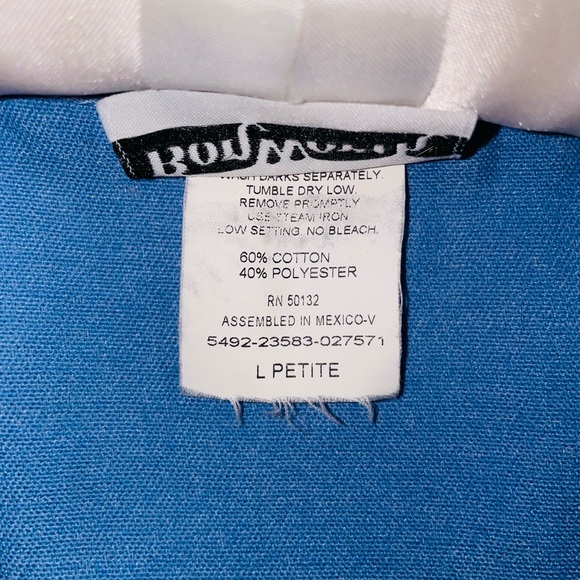 WASH DARKS SEPARATELY.
TUMBLE DRY LOW.
REMOVE PROMPTLY
USE STEAM IRON
LOW SETTING. NO BLEACH.
60% COTTON
40% POLYESTER
RN 50132
ASSEMBLED IN MEXICO-V
5492-23583-027571
L PETITE